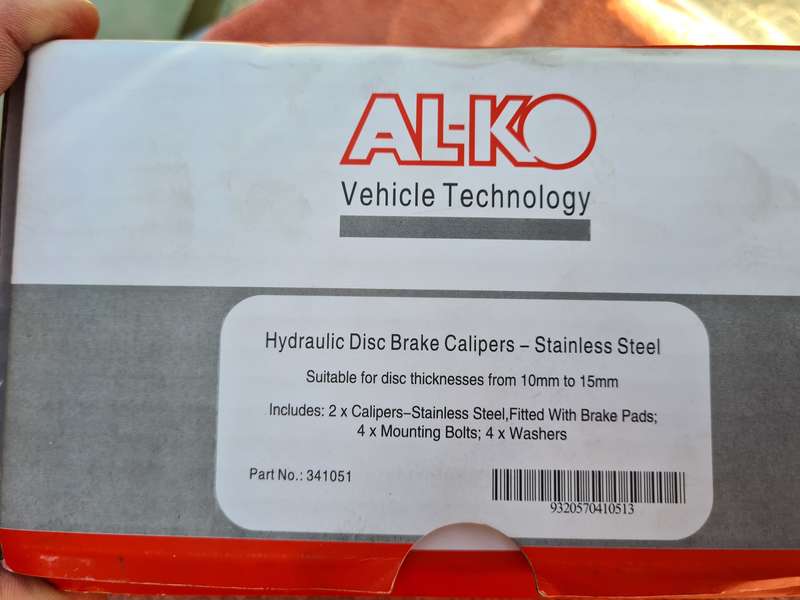 AL-KO
Vehicle Technology
Hydraulic Disc Brake Calipers – Stainless Steel
Suitable for disc thicknesses from 10mm to 15mm
Includes: 2 x Calipers–Stainless Steel,Fitted With Brake Pads;
4 x Mounting Bolts; 4 x Washers
Part No.: 341051
9320570410513